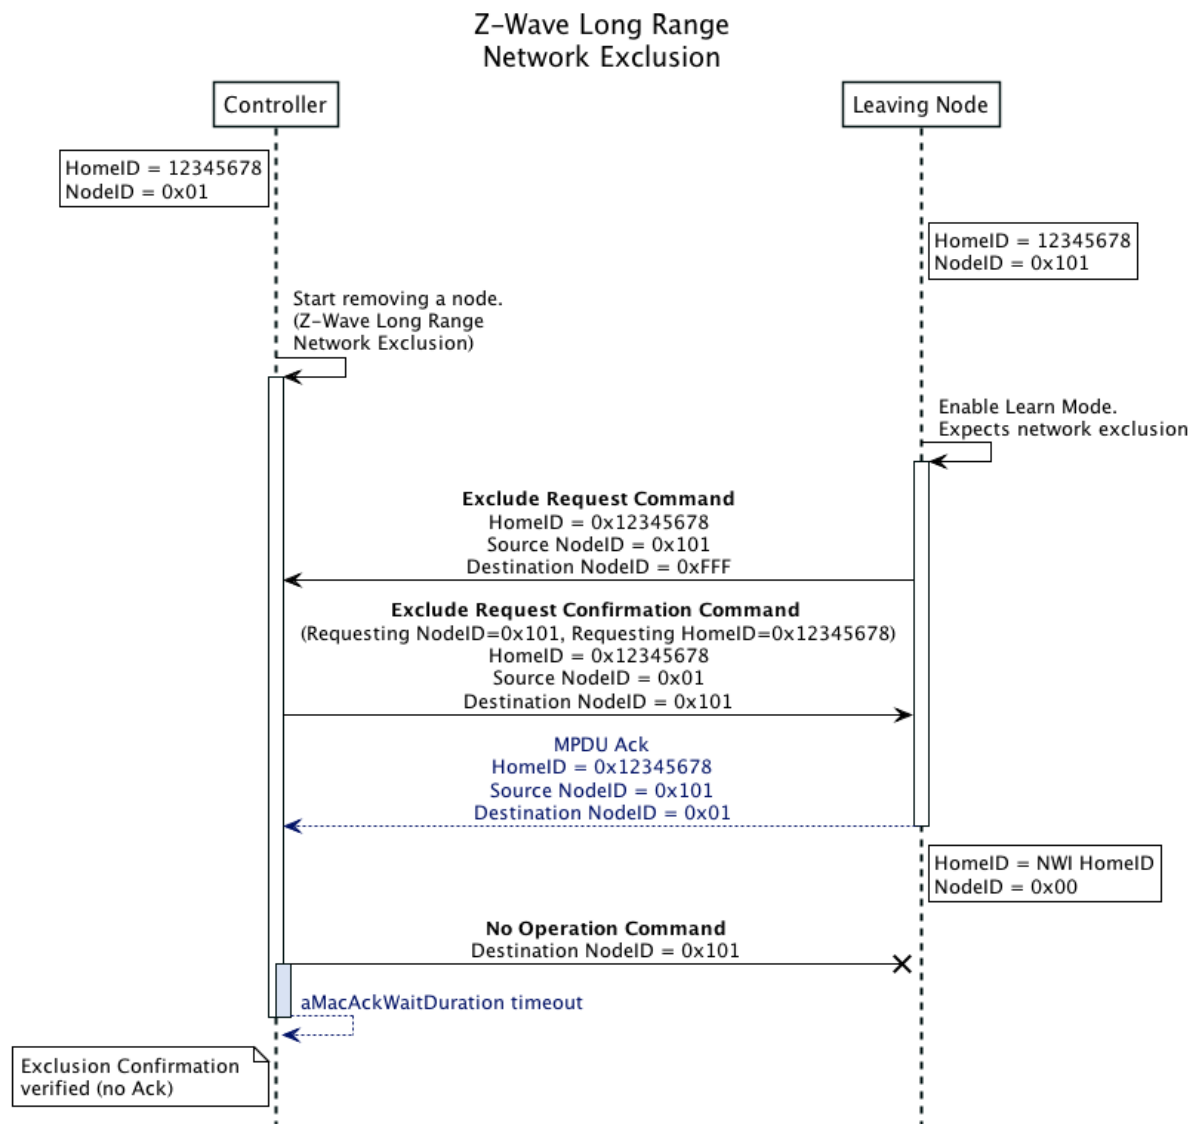 Z-Wave Long Range
Network Exclusion
Controller
Leaving Node
HomeID = 12345678
NodeID = 0x01
HomeID = 12345678
NodeID = 0x101
Start removing a node.
(Z-Wave Long Range
Network Exclusion)
Enable Learn Mode.
Expects network exclusion
Exclude Request Command
HomeID = 0x12345678
Source NodeID = 0x101
Destination NodeID = 0xFFF
Exclude Request Confirmation Command
(Requesting NodeID=0x101, Requesting HomeID=0x12345678)
HomeID = 0x12345678
Source NodeID = 0x01
Destination NodeID = 0x101
MPDU Ack
HomeID = 0x12345678
Source NodeID = 0x101
Destination NodeID = 0x01
HomeID = NWI HomeID
NodeID = 0x00
No Operation Command
Destination NodeID = 0x101
aMacAckWaitDuration timeout
Exclusion Confirmation
verified (no Ack)